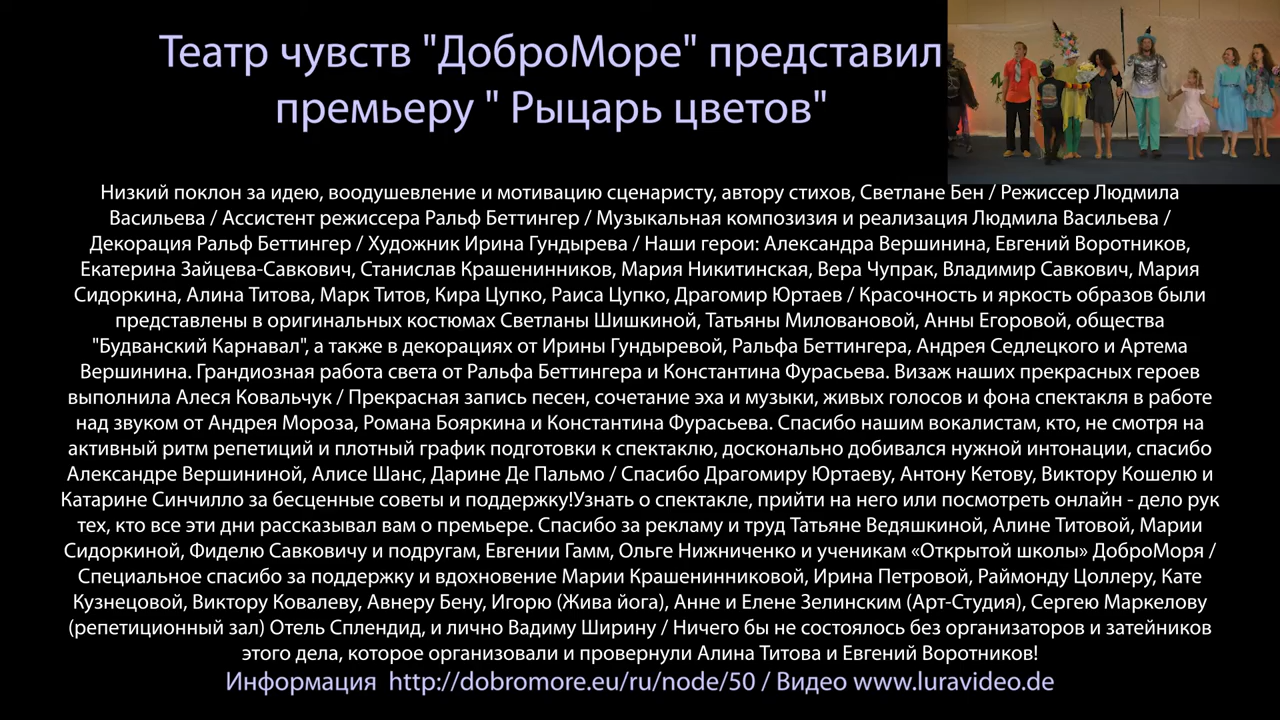 Театр чувств "ДоброМоре" представил
премьеру " Рыцарь цветов"
Низкий поклон за идею, воодушевление и мотивацию сценаристу, автору стихов, Светлане Бен / Режиссер Людмила
Васильева / Ассистент режиссера Ральф Беттингер / Музыкальная композизия и реализация Людмила Васильева /
Декорация Ральф Беттингер / Художник Ирина Гундырева / Наши герои: Александра Вершинина, Евгений Воротников,
Екатерина Зайцева-Савкович, Станислав Крашенинников, Мария Никитинская, Вера Чупрак, Владимир Савкович, Мария
Сидоркина, Алина Титова, Марк Титов, Кира Цупко, Раиса Цупко, Драгомир Юртаев / Красочность и яркость образов были
представлены в оригинальных костюмах Светланы Шишкиной, Татьяны Миловановой, Анны Егоровой, общества
"Будванский Карнавал", а также в декорациях от Ирины Гундыревой, Ральфа Беттингера, Андрея Седлецкого и Артема
Вершинина. Грандиозная работа света от Ральфа Беттингера и Константина Фурасьева. Визаж наших прекрасных героев
выполнила Алеся Ковальчук / Прекрасная запись песен, сочетание эха и музыки, живых голосов и фона спектакля в работе
над звуком от Андрея Мороза, Романа Бояркина и Константина Фурасьева. Спасибо нашим вокалистам, кто, не смотря на
активный ритм репетиций и плотный график подготовки к спектаклю, досконально добивался нужной интонации, спасибо
Александре Вершининой, Алисе Шанс, Дарине Де Пальмо / Спасибо Драгомиру Юртаеву, Антону Кетову, Виктору Кошелю и
Катарине Синчилло за бесценные советы и поддержку!Узнать о спектакле, прийти на него или посмотреть онлайн - дело рук
тех, кто все эти дни рассказывал вам о премьере. Спасибо за рекламу и труд Татьяне Ведяшкиной, Алине Титовой, Марии
Сидоркиной, Фиделю Савковичу и подругам, Евгении Гамм, Ольге Нижниченко и ученикам «Открытой школы» ДоброМоря /
Специальное спасибо за поддержку и вдохновение Марии Крашенинниковой, Ирина Петровой, Раймонду Цоллеру, Кате
Кузнецовой, Виктору Ковалеву, Авнеру Бену, Игорю (Жива йога), Анне и Елене Зелинским (Арт-Студия), Сергею Маркелову
(репетиционный зал) Отель Сплендид, и лично Вадиму Ширину / Ничего бы не состоялось без организаторов и затейников
этого дела, которое организовали и провернули Алина Титова и Евгений Воротников!
Информация http://dobromore.eu/ru/node/50 / Видео www.luravideo.de